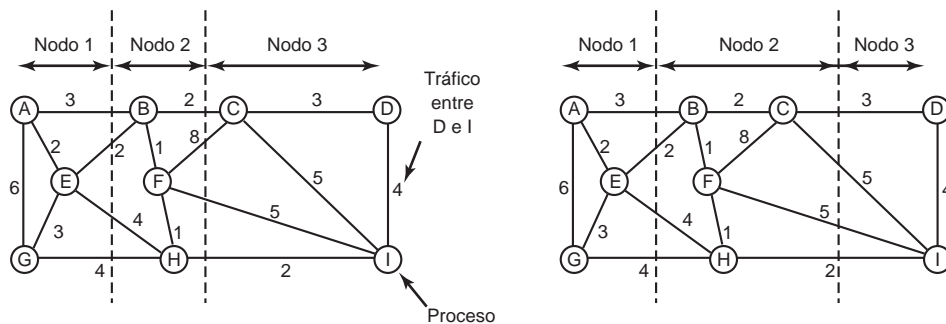 Nodo 1 Nodo 2 Nodo 3
Tráfico
entre
D e I
A 3 B 2 C 3 D
2 2 1 8
6 E F 5 4
3 4 1 5
G 4 H 2 I
Proceso
Nodo 1 Nodo 2 Nodo 3
A 3 B 2 C 3 D
2 2 1 8
6 E F 5 4
3 4 1 5
G 4 H 2 I